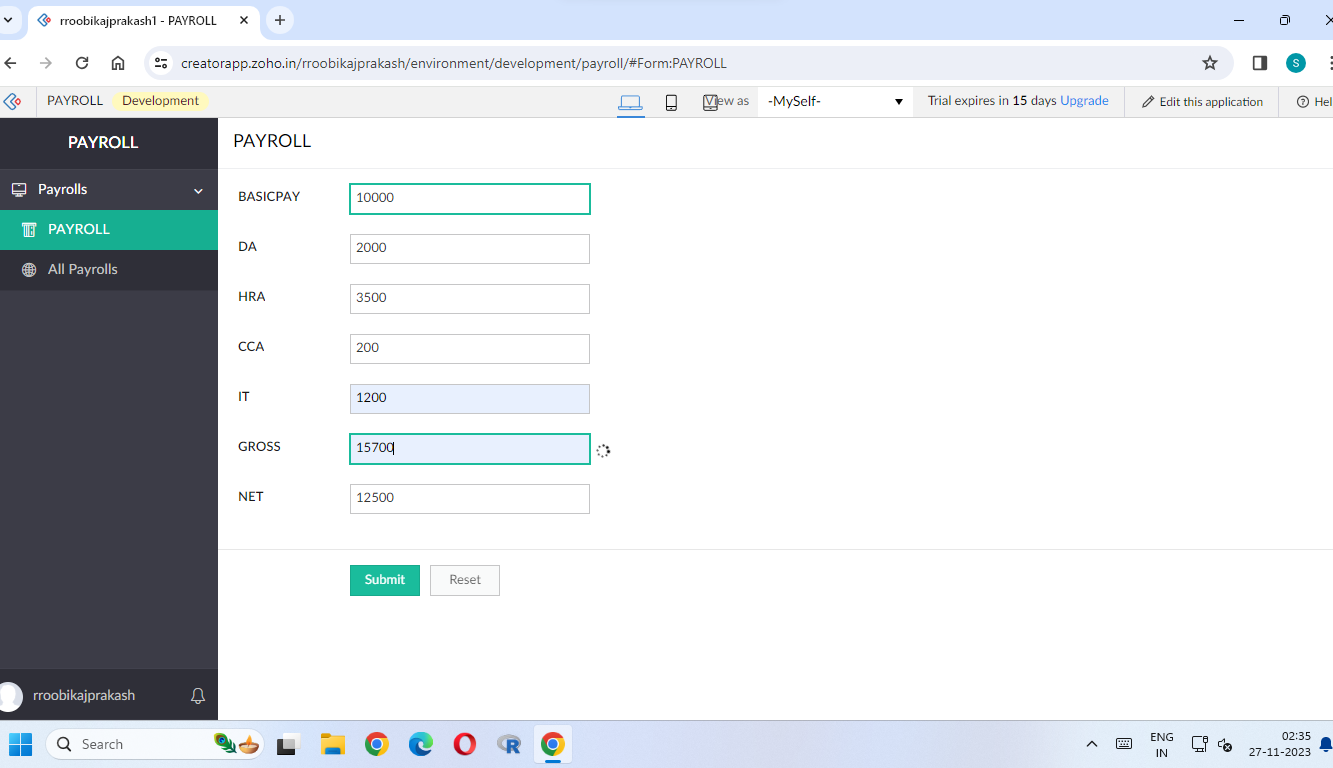 rroobikajprakash1 - PAYROLL
creatorapp.zoho.in/rroobikajprakash/environment/development/payroll/#Form:PAYROLL
S
PAYROLL Development View as -MySelf- Trial expires in 15 days Upgrade Edit this application Hel
PAYROLL
Payrolls
PAYROLL
All Payrolls
PAYROLL
BASICPAY 10000
DA 2000
HRA 3500
CCA 200
IT 1200
GROSS 15700
NET 12500
Submit Reset
rroobikajprakash
Search
ENG
IN
02:35
27-11-2023